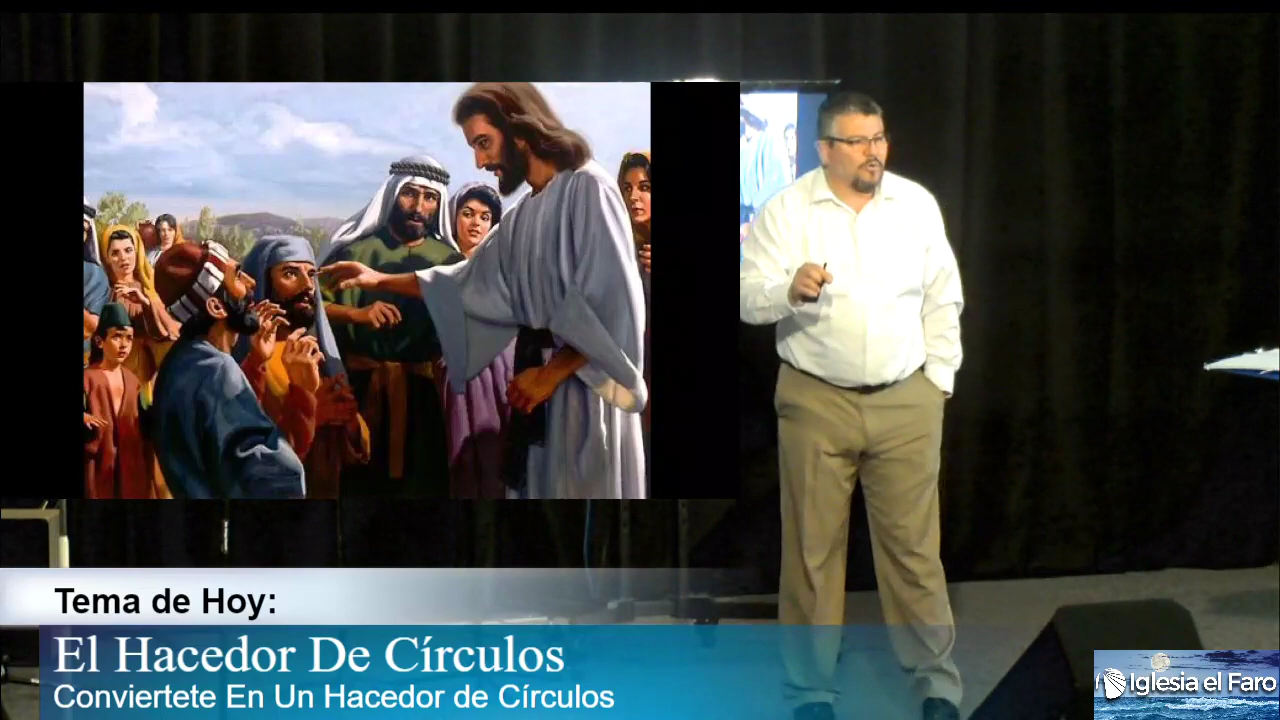 Tema de Hoy:
El Hacedor De Círculos
Conviertete En Un Hacedor de Círculos
Iglesia el Faro